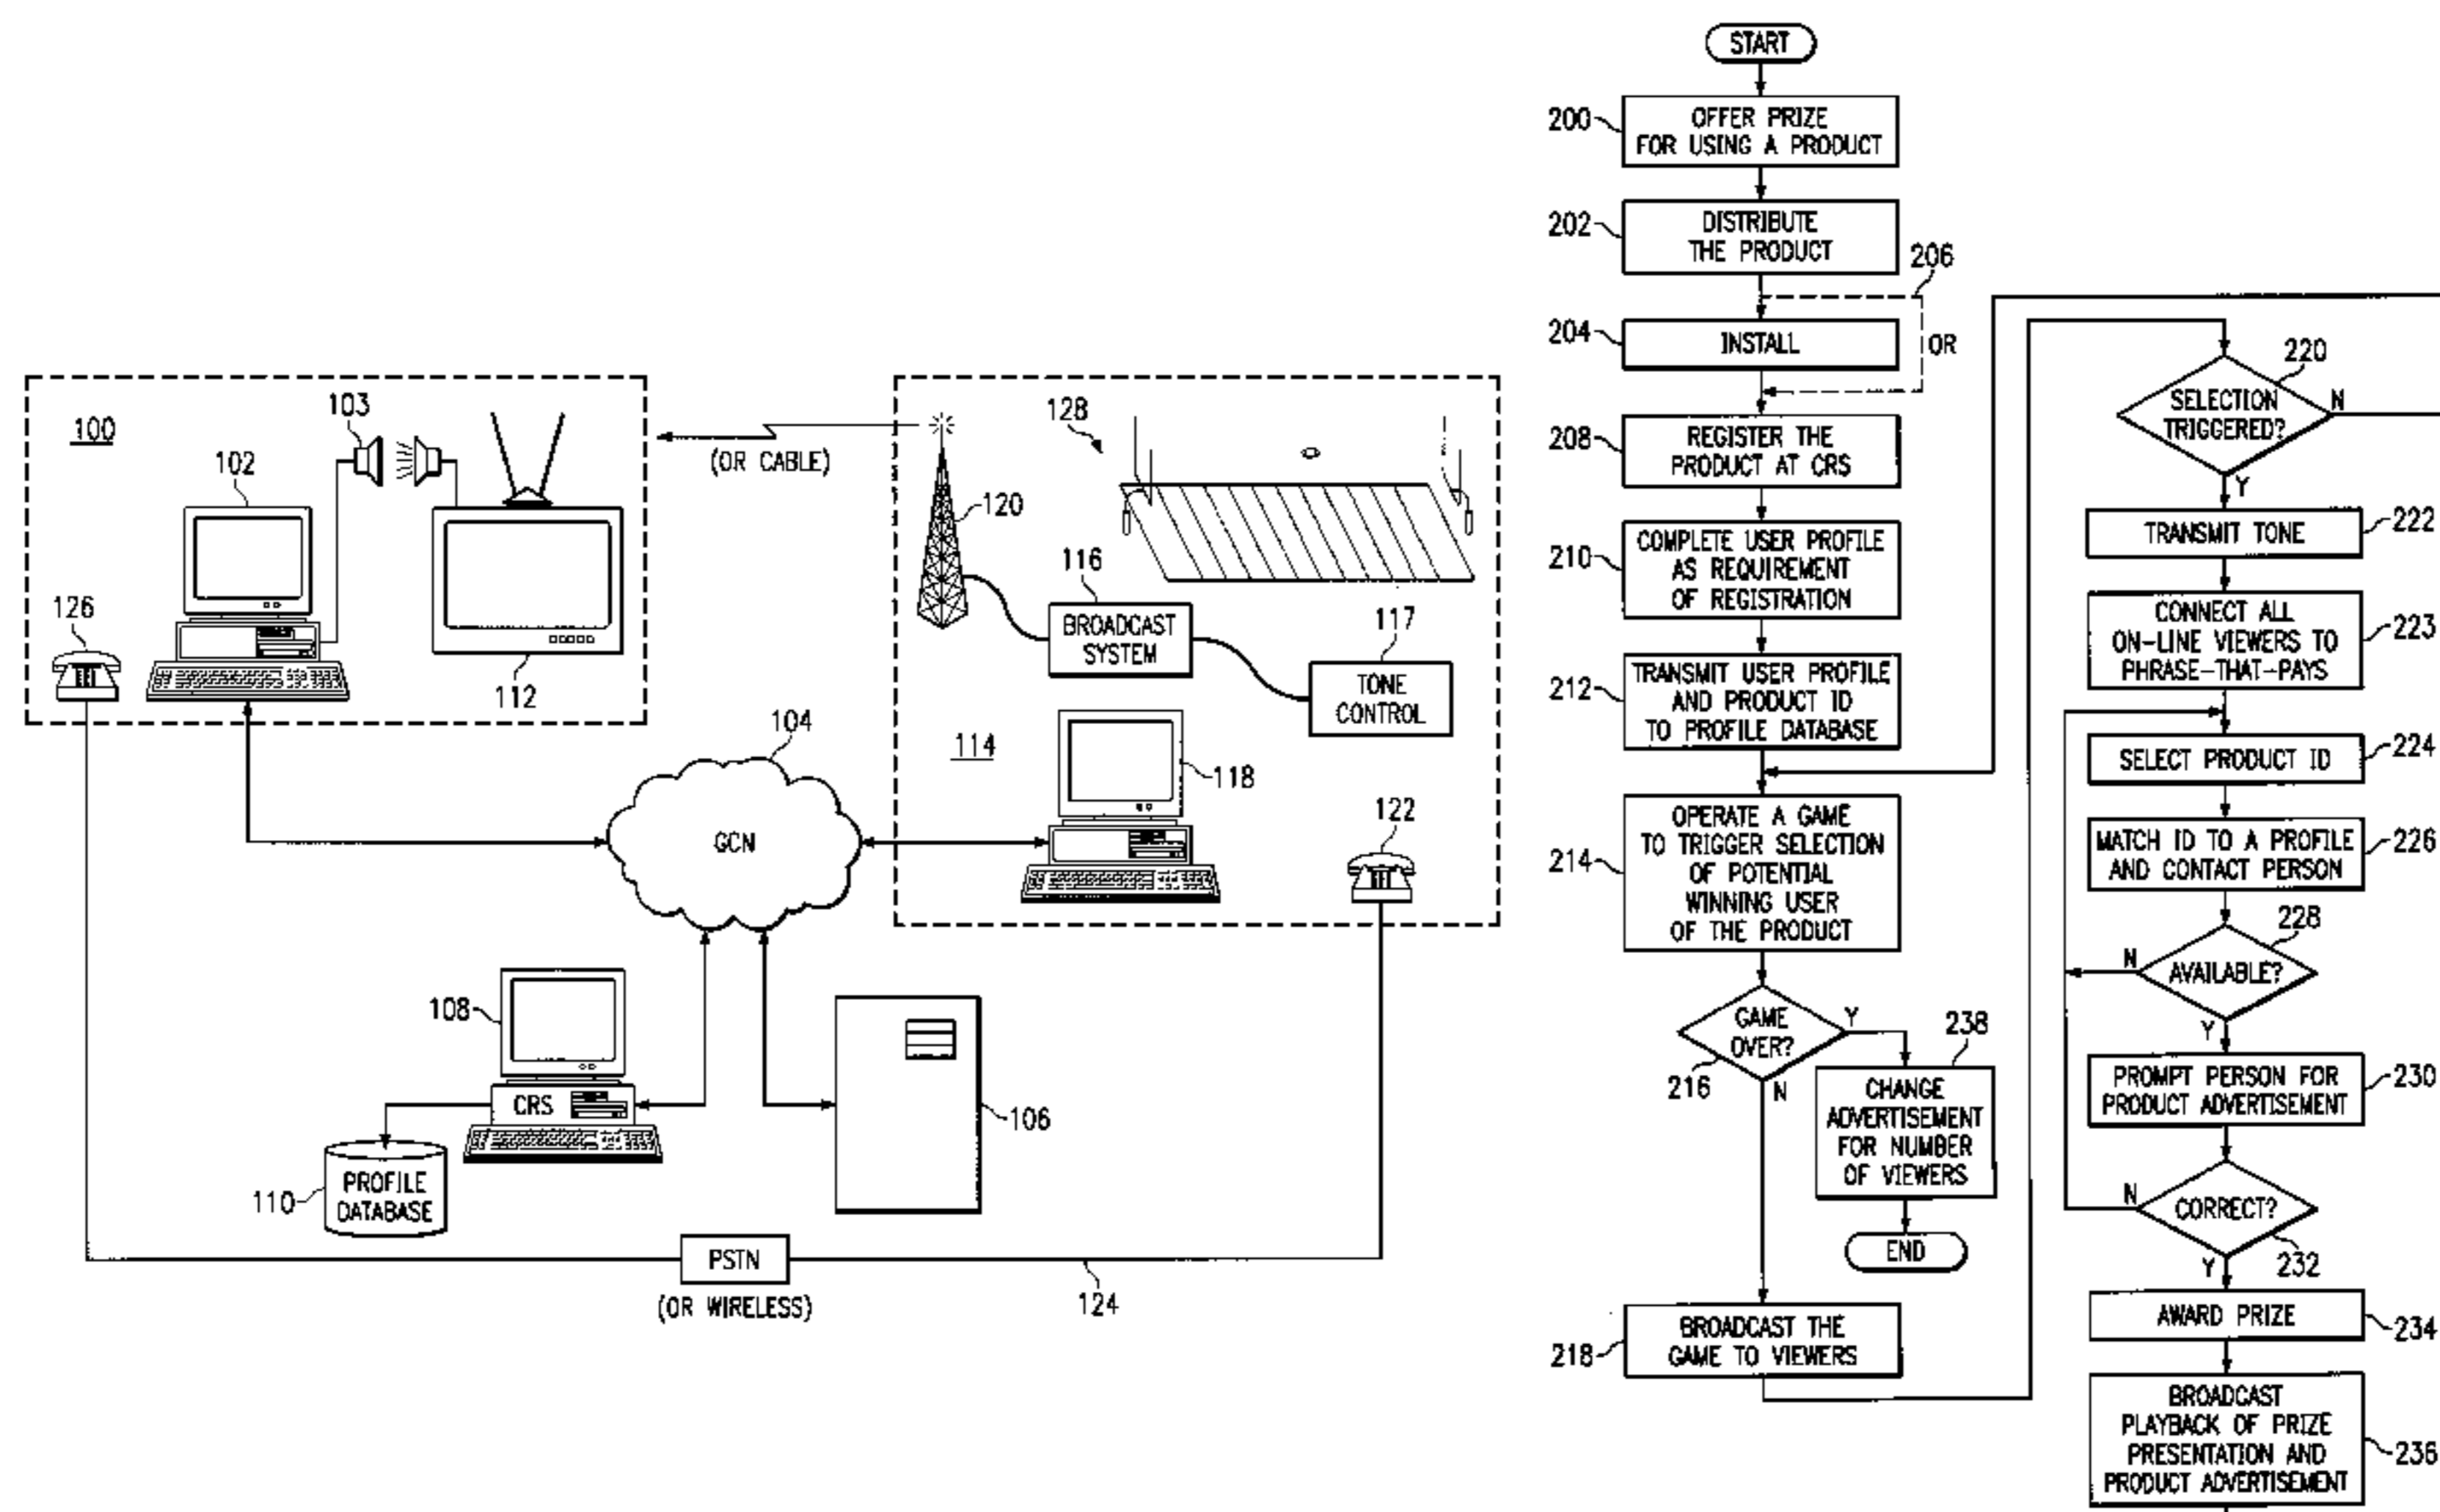 100
103
102
126
112
(OR CABLE)
128
120
116
BROADCAST
SYSTEM
117
TONE
CONTROL
114
118
122
104
GCN
108
CRS
106
110
PROFILE
DATABASE
PSTN
(OR WIRELESS)
124
START
200
OFFER PRIZE
FOR USING A PRODUCT
202
DISTRIBUTE
THE PRODUCT
206
204
INSTALL
OR
208
REGISTER THE
PRODUCT AT CRS
210
COMPLETE USER PROFILE
AS REQUIREMENT
OF REGISTRATION
212
TRANSMIT USER PROFILE
AND PRODUCT ID
TO PROFILE DATABASE
214
OPERATE A GAME
TO TRIGGER SELECTION
OF POTENTIAL
WINNING USER
OF THE PRODUCT
GAME
OVER?
Y
216
N
238
CHANGE
ADVERTISEMENT
FOR NUMBER
OF VIEWERS
END
218
BROADCAST THE
GAME TO VIEWERS
220
SELECTION
TRIGGERED?
N
Y
TRANSMIT TONE
222
CONNECT ALL
ON-LINE VIEWERS TO
PHRASE-THAT-PAYS
223
SELECT PRODUCT ID
224
MATCH ID TO A PROFILE
AND CONTACT PERSON
226
228
N
AVAILABLE?
Y
PROMPT PERSON FOR
PRODUCT ADVERTISEMENT
230
N
CORRECT?
Y
232
AWARD PRIZE
234
BROADCAST
PLAYBACK OF PRIZE
PRESENTATION AND
PRODUCT ADVERTISEMENT
236